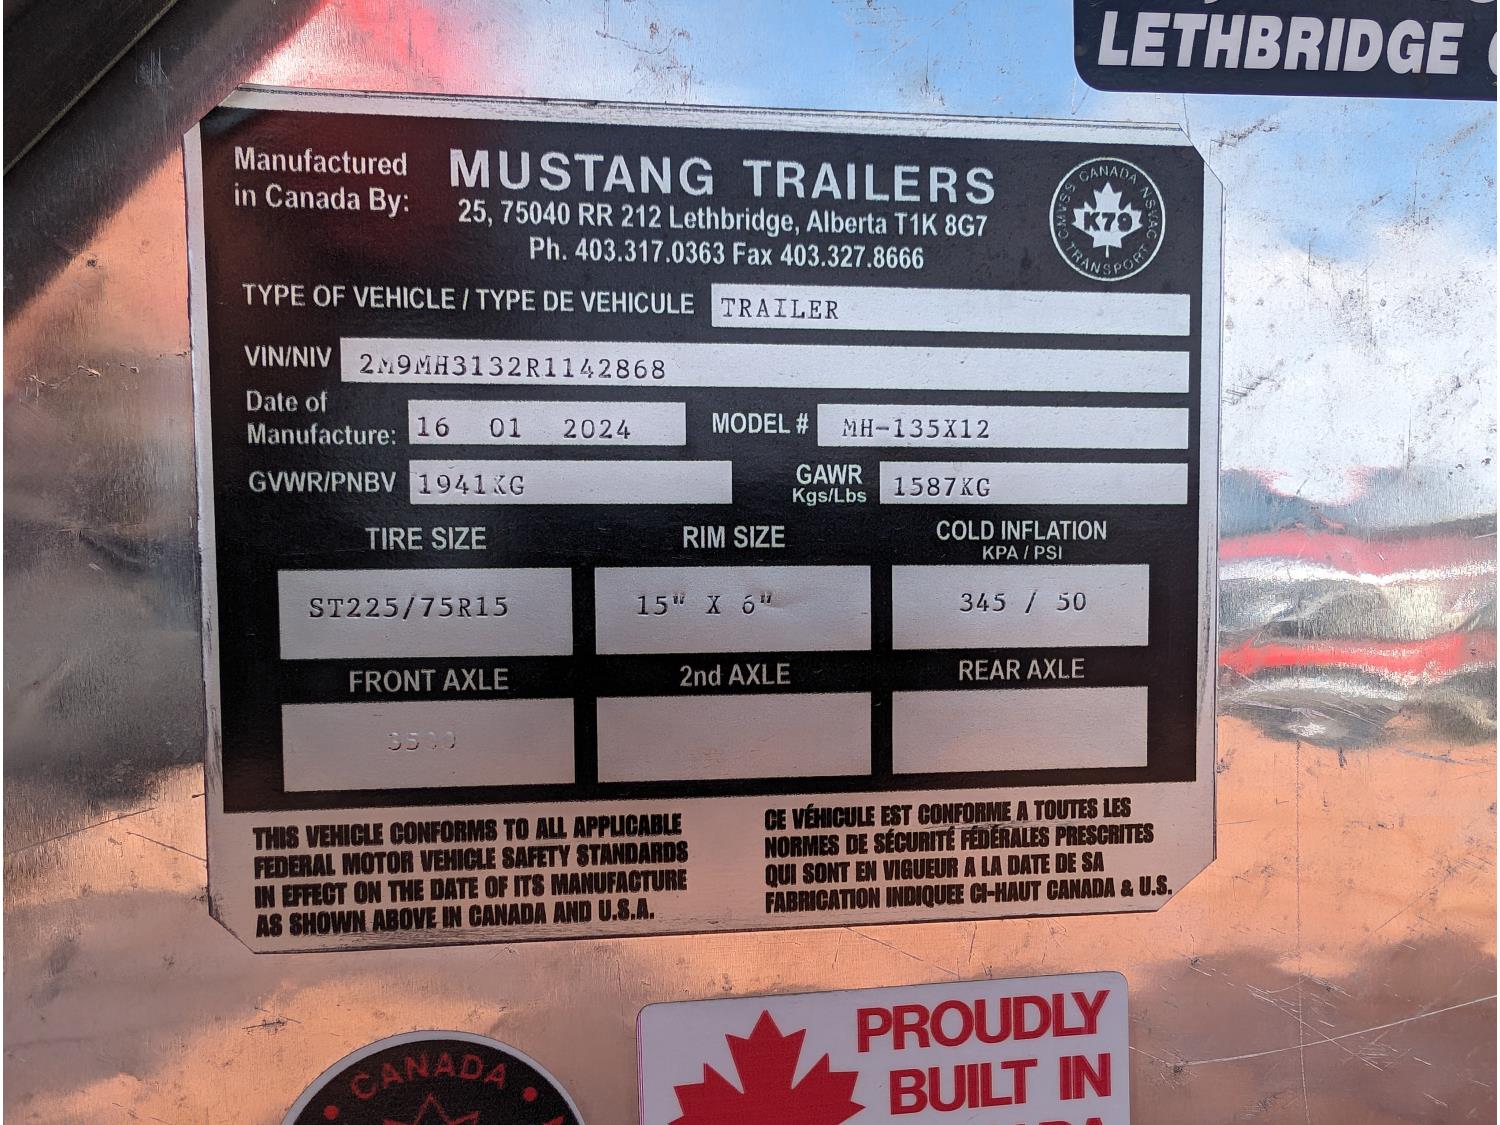 LETHBRIDGE
Manufactured
in Canada By:
MUSTANG TRAILERS
25, 75040 RR 212 Lethbridge, Alberta T1K 8G7
Ph. 403.317.0363 Fax 403.327.8666
CANADA NSVAC TRANSPORT CMVSS
K79
TYPE OF VEHICLE / TYPE DE VEHICULE TRAILER
VIN/NIV 2M9MH3132R1142868
Date of
Manufacture: 16 01 2024 MODEL # MH-135X12
GVWR/PNBV 1941KG GAWR 1587KG
Kgs/Lbs
TIRE SIZE RIM SIZE COLD INFLATION
KPA / PSI
ST225/75R15 15" X 6" 345 / 50
FRONT AXLE 2nd AXLE REAR AXLE
3500
THIS VEHICLE CONFORMS TO ALL APPLICABLE
FEDERAL MOTOR VEHICLE SAFETY STANDARDS
IN EFFECT ON THE DATE OF ITS MANUFACTURE
AS SHOWN ABOVE IN CANADA AND U.S.A.
CE VÉHICULE EST CONFORME A TOUTES LES
NORMES DE SÉCURITÉ FÉDÉRALES PRESCRITES
QUI SONT EN VIGUEUR A LA DATE DE SA
FABRICATION INDIQUEE CI-HAUT CANADA & U.S.
CANADA
PROUDLY
BUILT IN